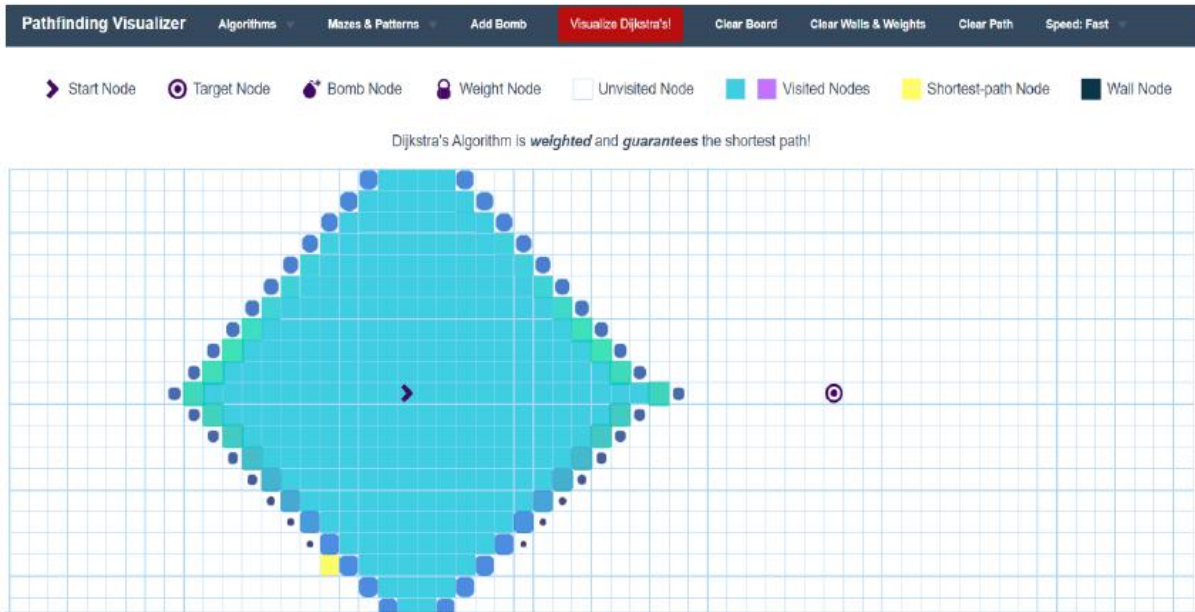 Pathfinding Visualizer Algorithms Mazes & Patterns Add Bomb Visualize Dijkstra's! Clear Board Clear Walls & Weights Clear Path Speed: Fast
Start Node Target Node Bomb Node Weight Node Unvisited Node Visited Nodes Shortest-path Node Wall Node
Dijkstra's Algorithm is weighted and guarantees the shortest path!